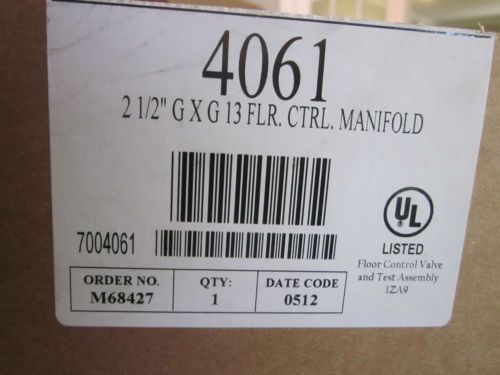 4061
2 1/2" G X G 13 FLR. CTRL. MANIFOLD
7004061
UL
LISTED
Floor Control Valve
and Test Assembly
1ZA9
ORDER NO. QTY: DATE CODE
M68427 1 0512